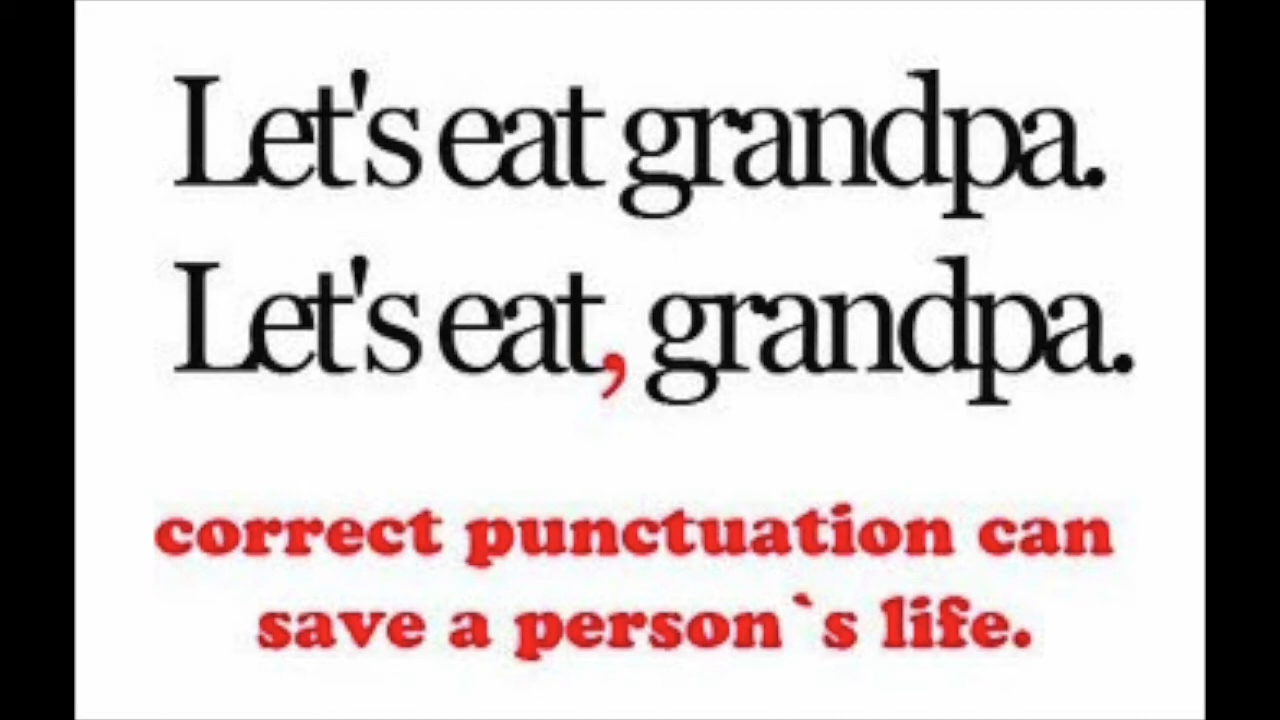 Let's eat grandpa.
Let's eat, grandpa.
correct punctuation can
save a person`s life.